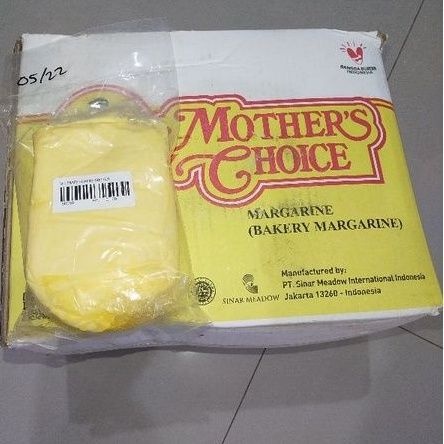 05/22
BANGGA BUATAN
INDONESIA
MOTHER'S
CHOICE
MARGARINE
(BAKERY MARGARINE)
Manufactured by:
PT. Sinar Meadow International Indonesia
Jakarta 13260 - Indonesia
SINAR MEADOW